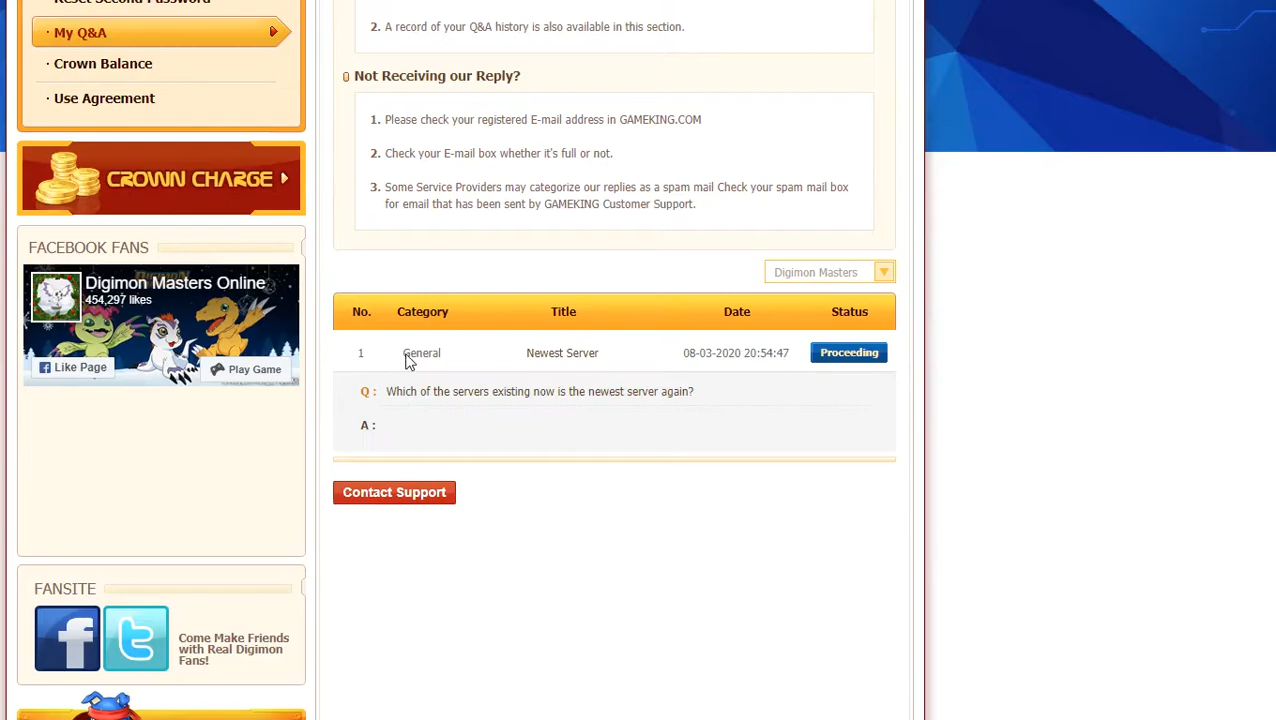 Reset Second Password
· My Q&A
· Crown Balance
· Use Agreement
CROWN CHARGE
FACEBOOK FANS
Digimon Masters Online
454,297 likes
Like Page
Play Game
FANSITE
Come Make Friends
with Real Digimon
Fans!
2. A record of your Q&A history is also available in this section.
Not Receiving our Reply?
1. Please check your registered E-mail address in GAMEKING.COM
2. Check your E-mail box whether it's full or not.
3. Some Service Providers may categorize our replies as a spam mail Check your spam mail box
for email that has been sent by GAMEKING Customer Support.
Digimon Masters
No. Category Title Date Status
1 General Newest Server 08-03-2020 20:54:47 Proceeding
Q : Which of the servers existing now is the newest server again?
A :
Contact Support